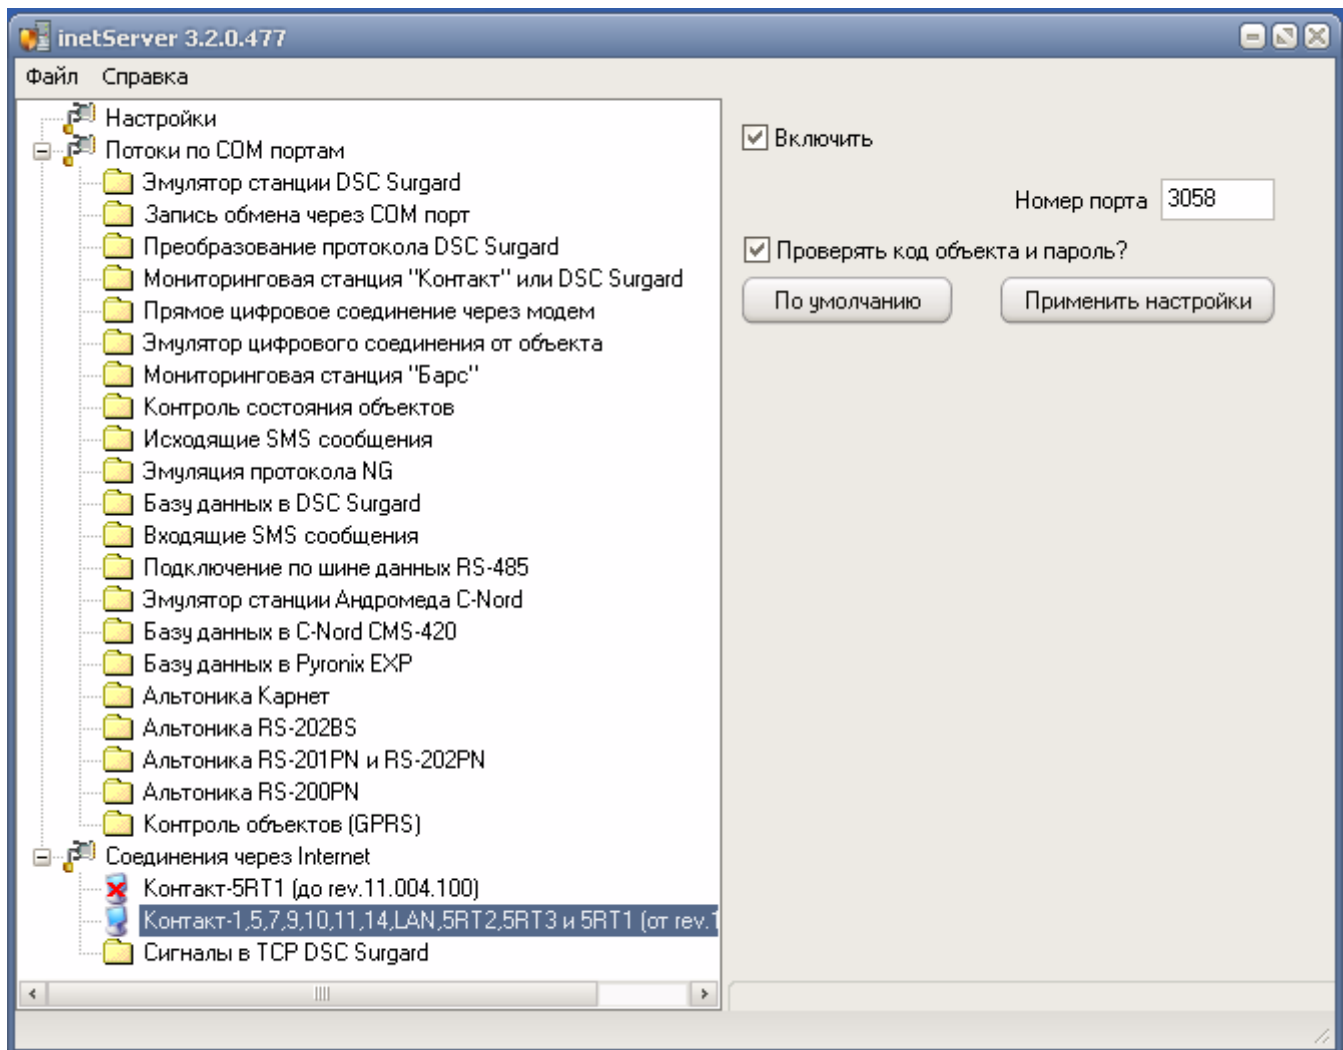 inetServer 3.2.0.477
Файл Справка
Настройки
Потоки по COM портам
Эмулятор станции DSC Surgard
Запись обмена через COM порт
Преобразование протокола DSC Surgard
Мониторинговая станция "Контакт" или DSC Surgard
Прямое цифровое соединение через модем
Эмулятор цифрового соединения от объекта
Мониторинговая станция "Барс"
Контроль состояния объектов
Исходящие SMS сообщения
Эмуляция протокола NG
Базу данных в DSC Surgard
Входящие SMS сообщения
Подключение по шине данных RS-485
Эмулятор станции Андромеда C-Nord
Базу данных в C-Nord CMS-420
Базу данных в Pyronix EXP
Альтоника Карнет
Альтоника RS-202BS
Альтоника RS-201PN и RS-202PN
Альтоника RS-200PN
Контроль объектов (GPRS)
Соединения через Internet
Контакт-5RT1 (до rev.11.004.100)
Контакт-1,5,7,9,10,11,14,LAN,5RT2,5RT3 и 5RT1 (от rev.1
Сигналы в TCP DSC Surgard
Включить
Номер порта 3058
Проверять код объекта и пароль?
По умолчанию Применить настройки